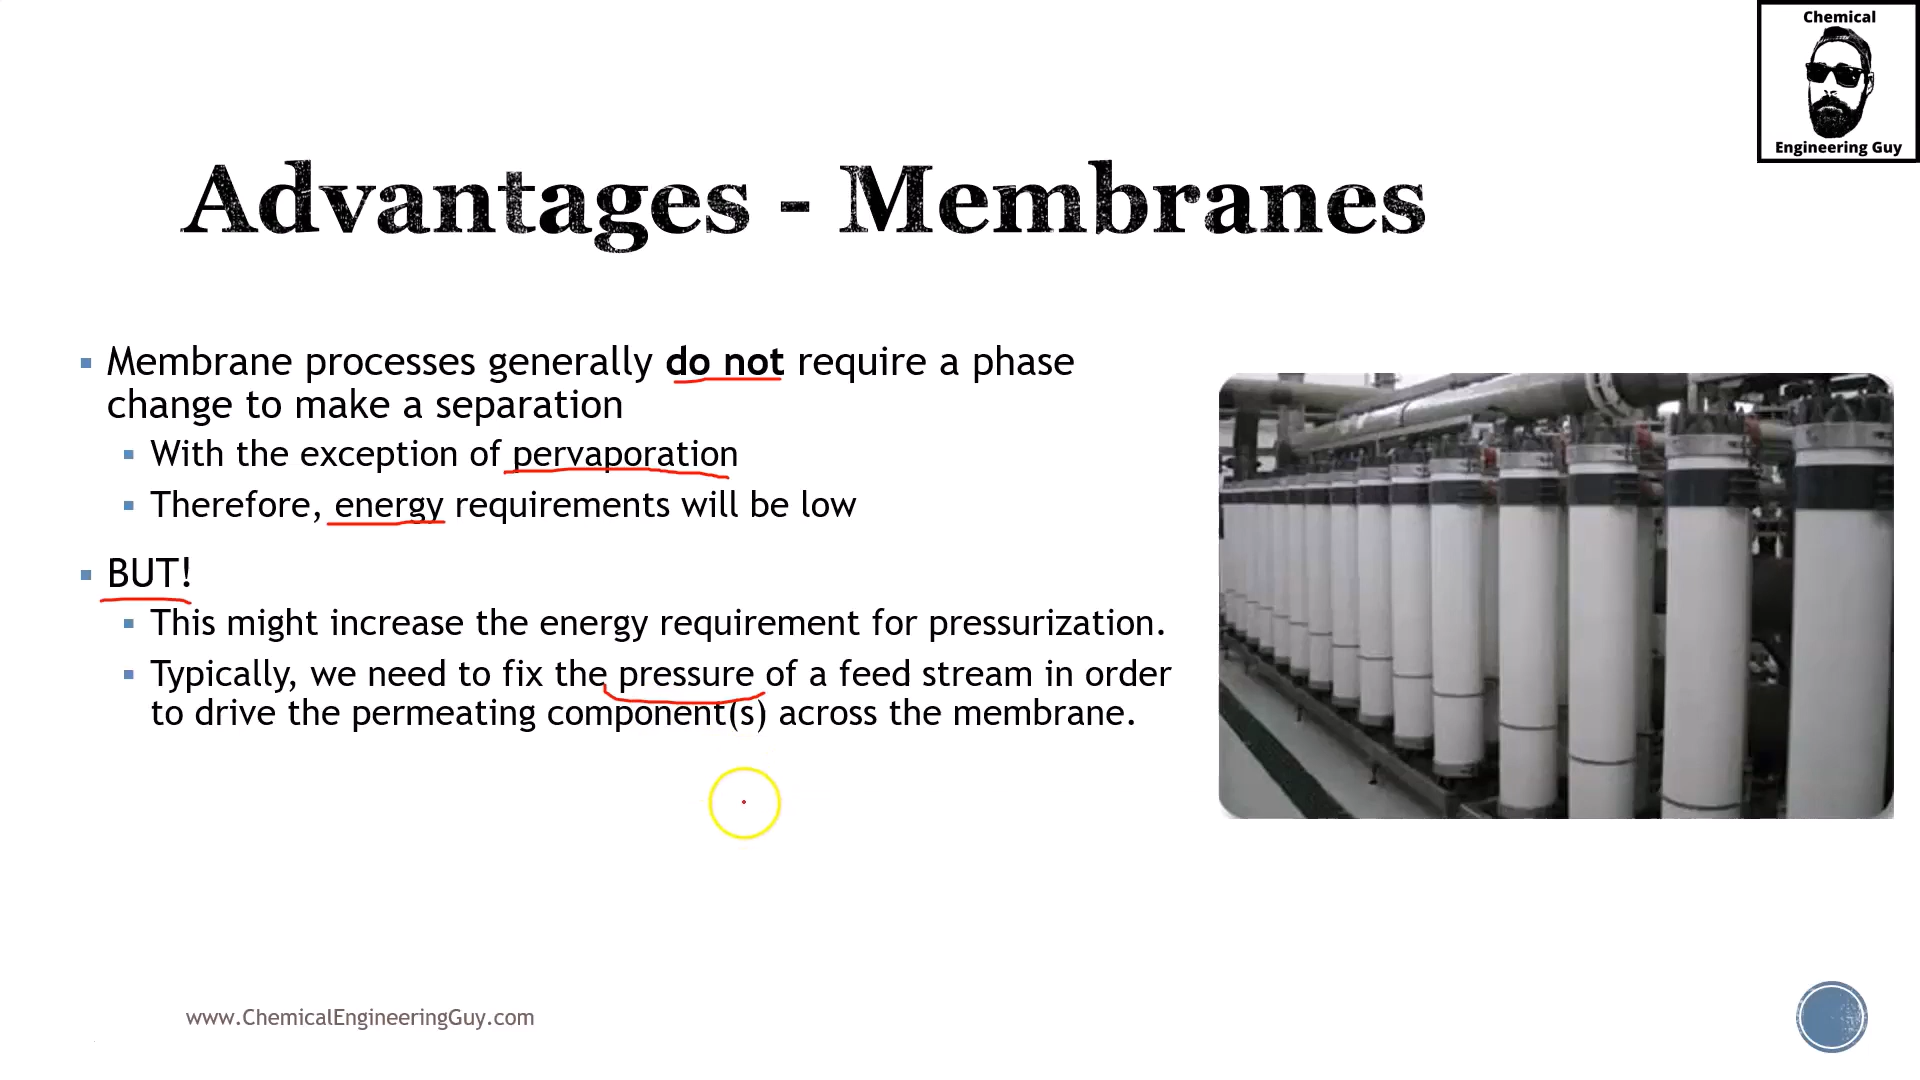 Chemical
Engineering Guy
Advantages - Membranes
Membrane processes generally do not require a phase
change to make a separation
With the exception of pervaporation
Therefore, energy requirements will be low
BUT!
This might increase the energy requirement for pressurization.
Typically, we need to fix the pressure of a feed stream in order
to drive the permeating component(s) across the membrane.
www.ChemicalEngineeringGuy.com